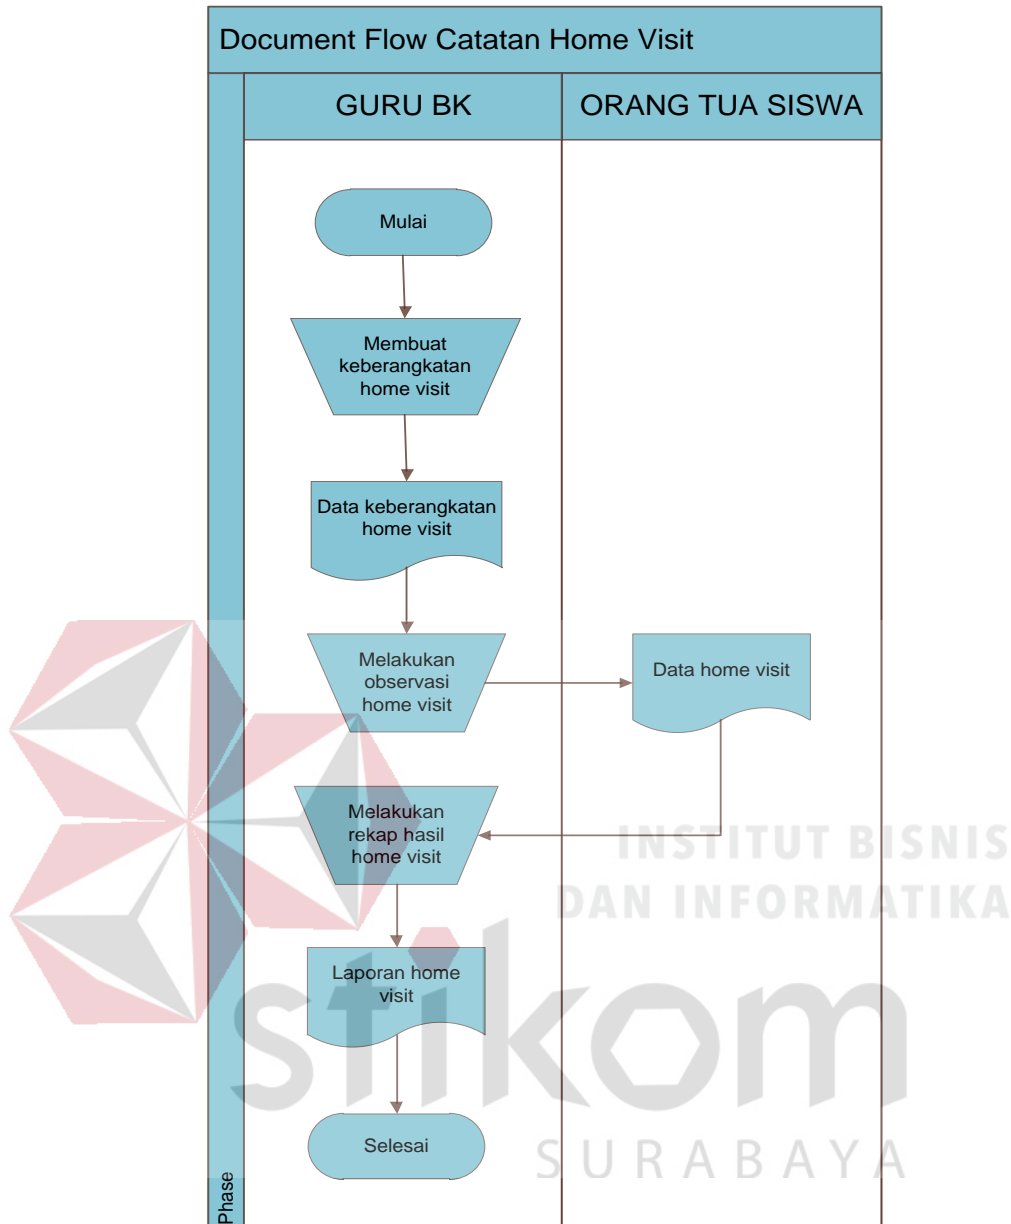 Document Flow Catatan Home Visit
GURU BK
ORANG TUA SISWA
Mulai
Membuat
keberangkatan
home visit
Data keberangkatan
home visit
Melakukan
observasi
home visit
Data home visit
Melakukan
rekap hasil
home visit
Laporan home
visit
Selesai
Phase
INSTITUT BISNIS
DAN INFORMATIKA
stikom
SURABAYA